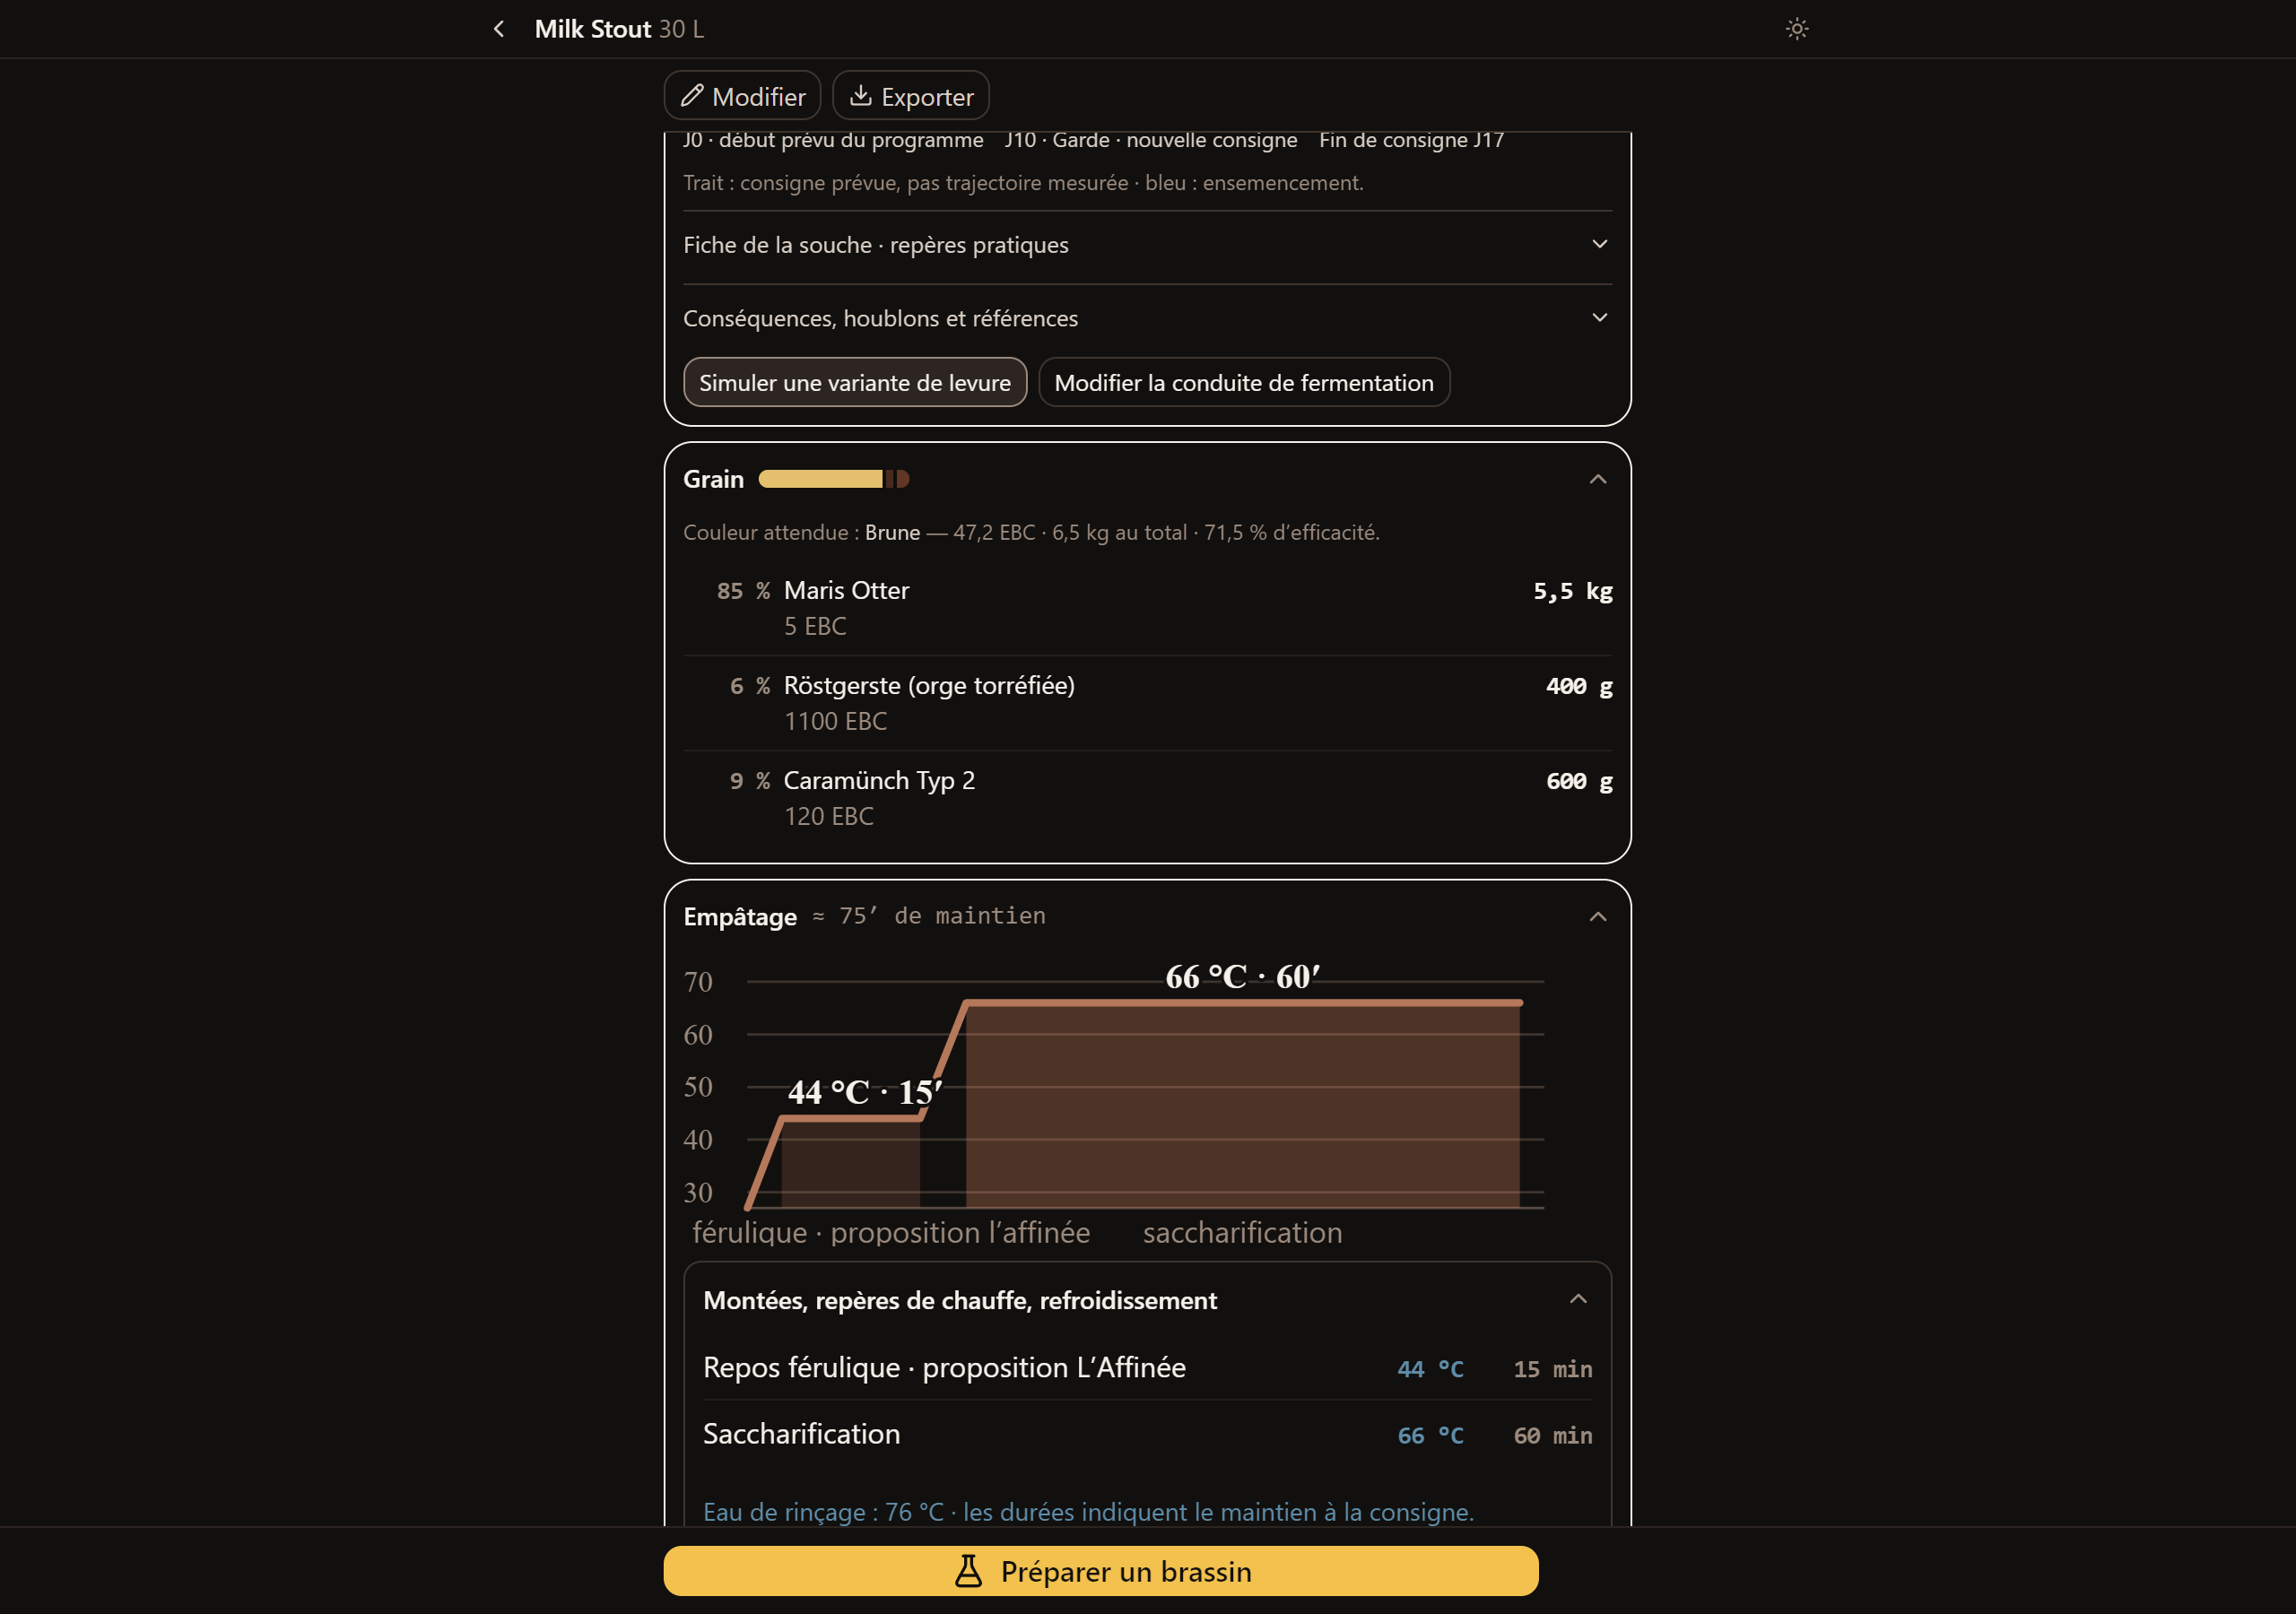 Milk Stout 30 L
Modifier
Exporter
J0 · début prévu du programme J10 · Garde · nouvelle consigne Fin de consigne J17
Trait : consigne prévue, pas trajectoire mesurée · bleu : ensemencement.
Fiche de la souche · repères pratiques
Conséquences, houblons et références
Simuler une variante de levure
Modifier la conduite de fermentation
Grain
Couleur attendue : Brune — 47,2 EBC · 6,5 kg au total · 71,5 % d’efficacité.
85 % Maris Otter 5,5 kg
5 EBC
6 % Röstgerste (orge torréfiée) 400 g
1100 EBC
9 % Caramünch Typ 2 600 g
120 EBC
Empâtage ≈ 75′ de maintien
66 °C · 60′
70
60
44 °C · 15′
50
40
30
férulique · proposition l’affinée saccharification
Montées, repères de chauffe, refroidissement
Repos férulique · proposition L’Affinée 44 °C 15 min
Saccharification 66 °C 60 min
Eau de rinçage : 76 °C · les durées indiquent le maintien à la consigne.
Préparer un brassin